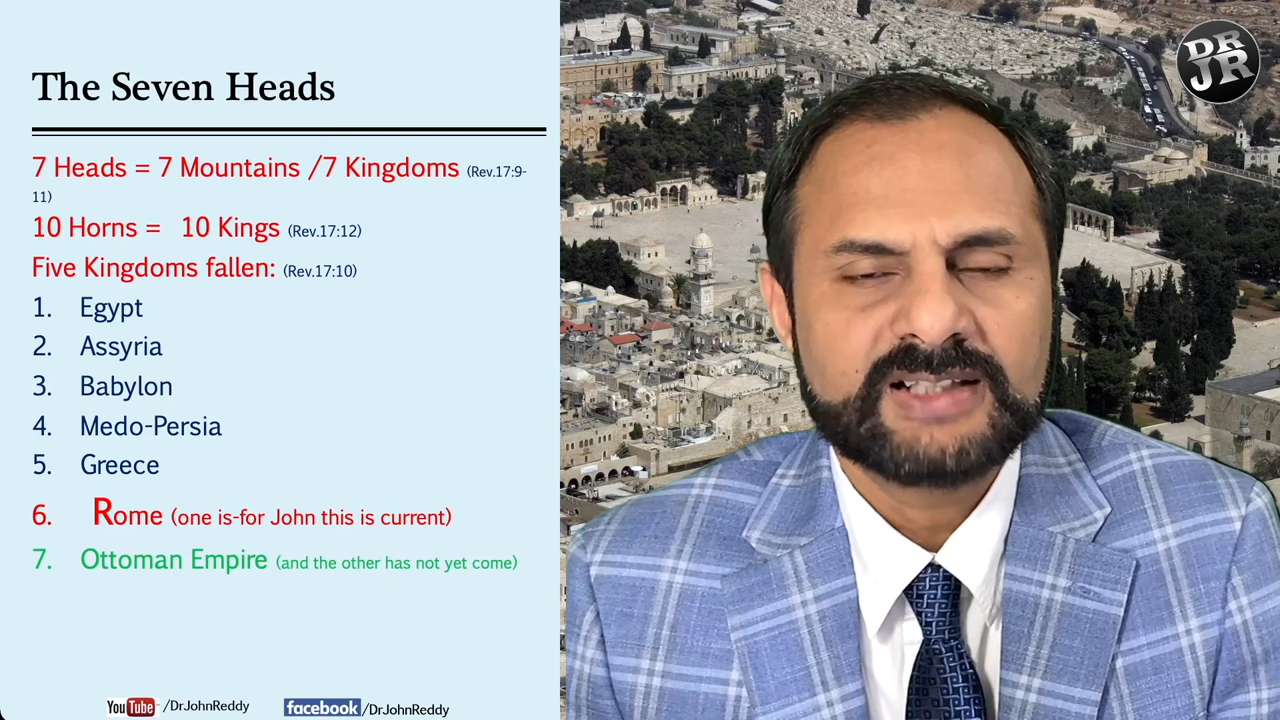 The Seven Heads
7 Heads = 7 Mountains /7 Kingdoms (Rev.17:9-
11)
10 Horns = 10 Kings (Rev.17:12)
Five Kingdoms fallen: (Rev.17:10)
1. Egypt
2. Assyria
3. Babylon
4. Medo-Persia
5. Greece
6. Rome (one is-for John this is current)
7. Ottoman Empire (and the other has not yet come)
YouTube /DrJohnReddy
facebook /DrJohnReddy
DR
JR